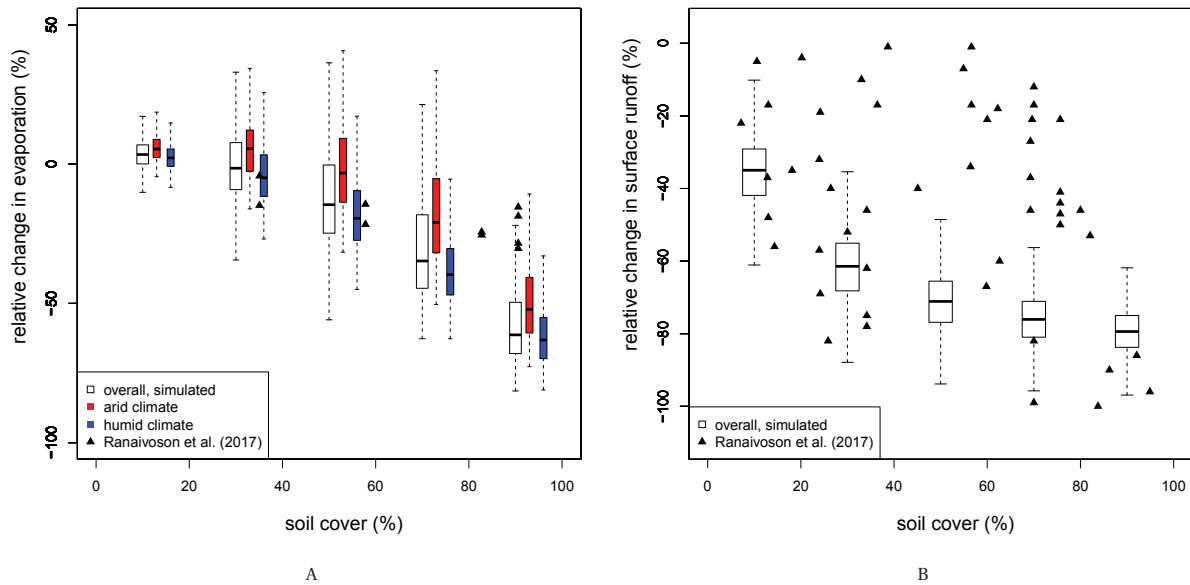 relative change in evaporation (%)
50
0
-50
-100
overall, simulated
arid climate
humid climate
Ranaivoson et al. (2017)
0 20 40 60 80 100
soil cover (%)
A
relative change in surface runoff (%)
-0
-20
-40
-60
-80
-100
overall, simulated
Ranaivoson et al. (2017)
0 20 40 60 80 100
soil cover (%)
B